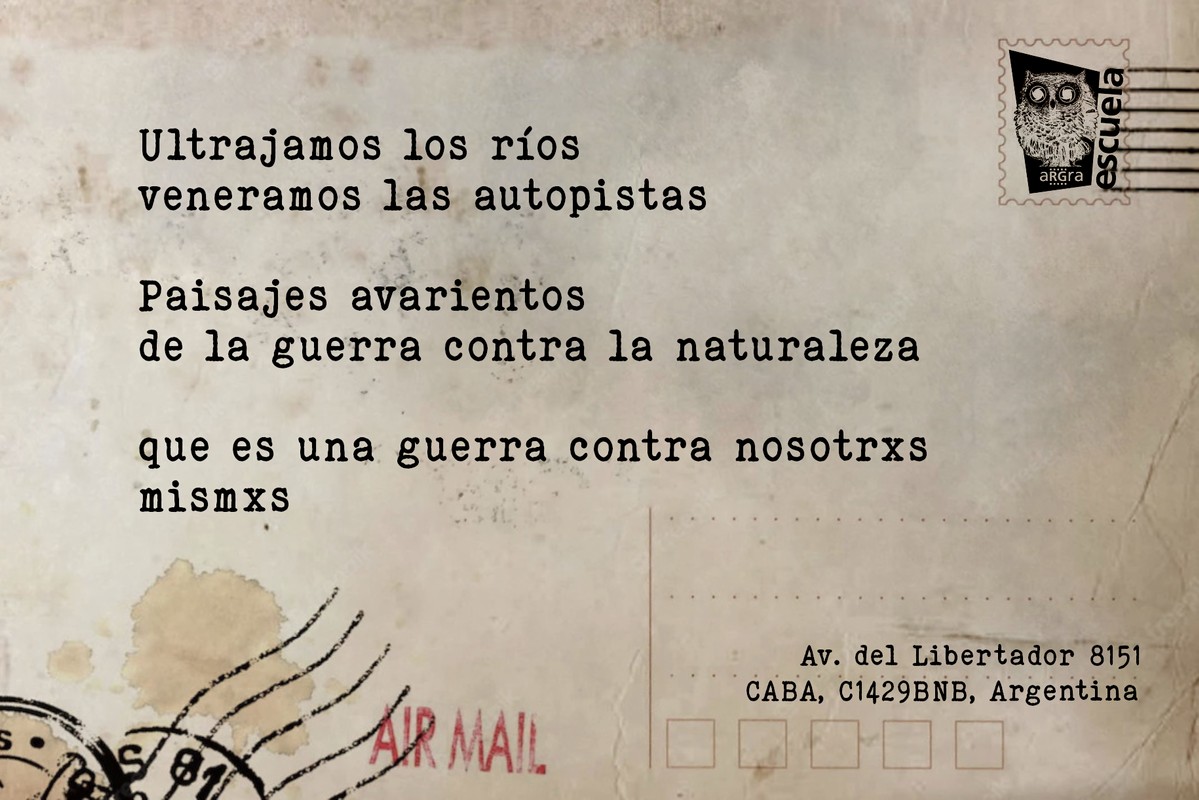 Ultrajamos los ríos
veneramos las autopistas
Paisajes avarientos
de la guerra contra la naturaleza
que es una guerra contra nosotrxs
mismxs
aRGra
escuela
Av. del Libertador 8151
CABA, C1429BNB, Argentina
AIR MAIL
S 81